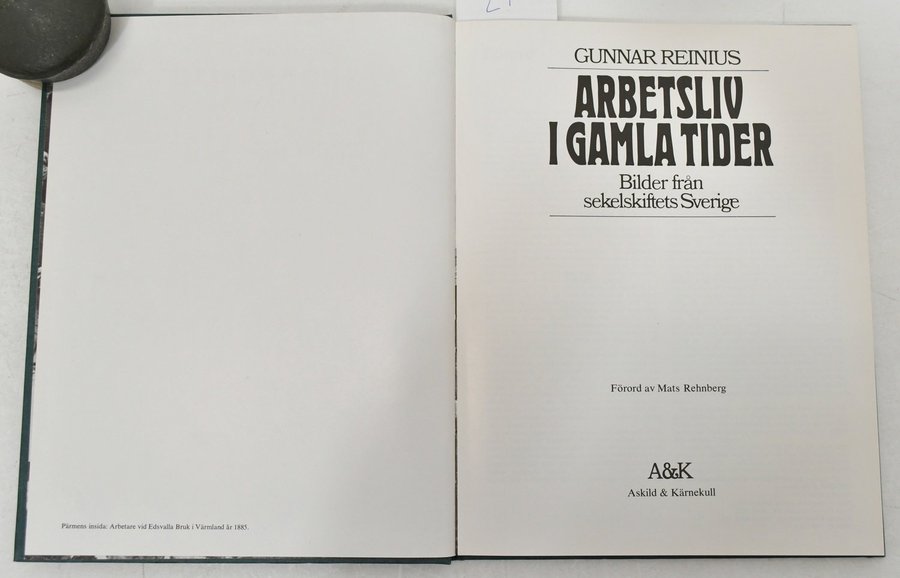 Pärmens insida: Arbetare vid Edsvalla Bruk i Värmland år 1885.
GUNNAR REINIUS
ARBETSLIV
I GAMLA TIDER
Bilder från
sekelskiftets Sverige
Förord av Mats Rehnberg
A&K
Askild & Kärnekull